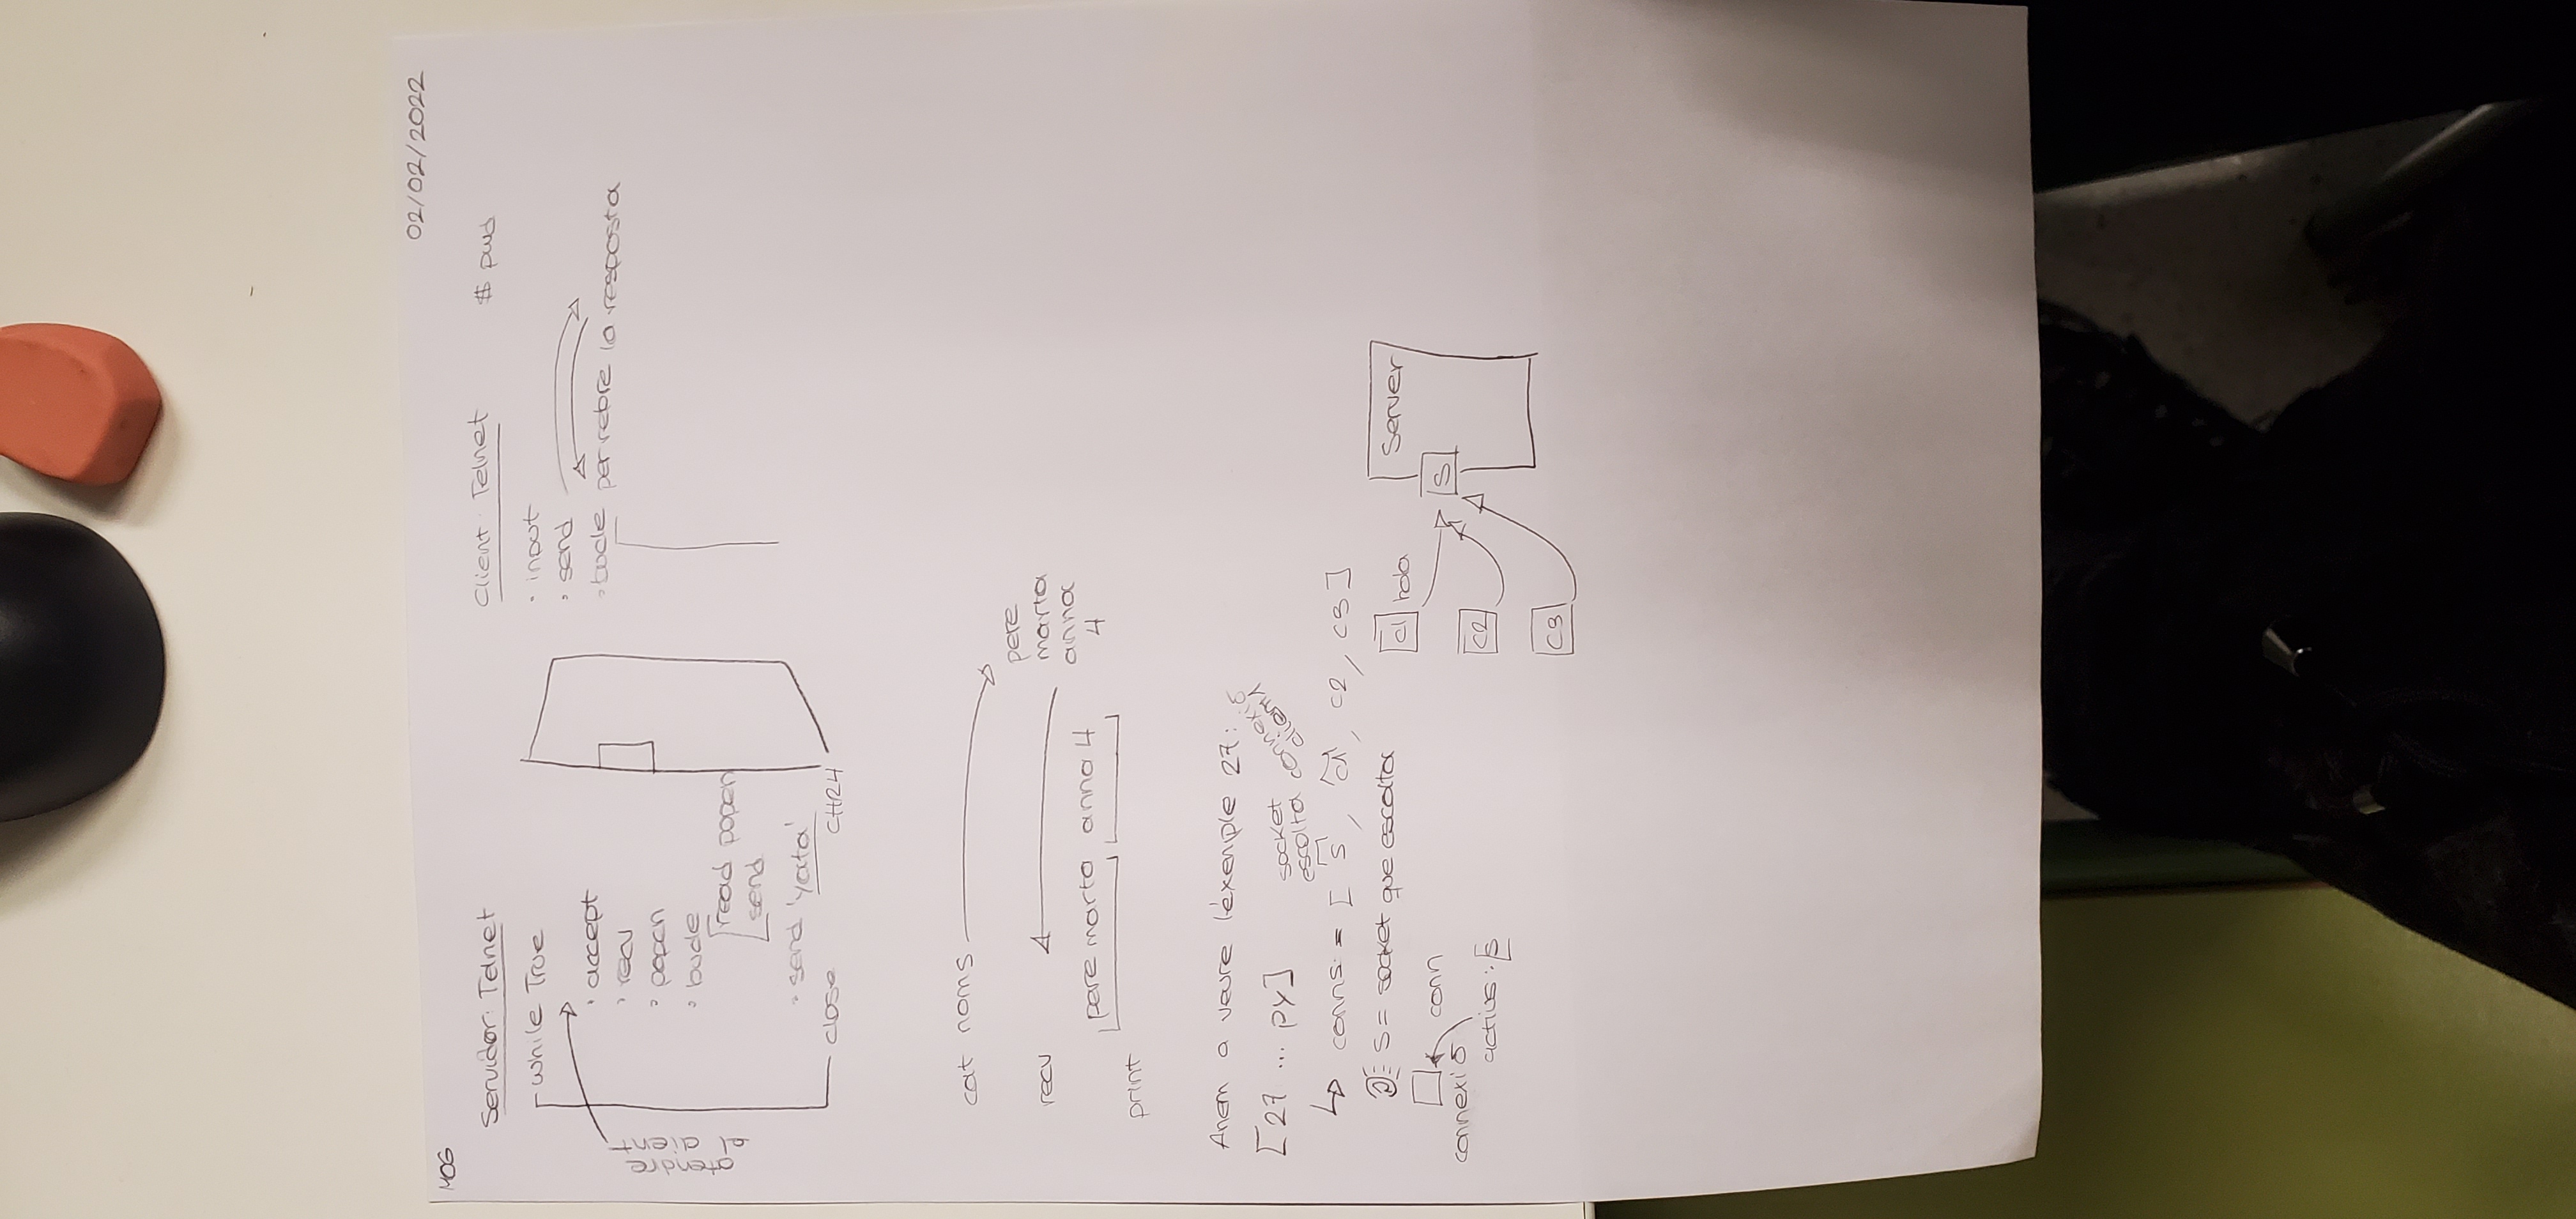 M06
02/02/2022
Servidor Telnet
while True
atendre
al client
· accept
· recv
· popen
· bucle
read popen
send
· send 'yata'
close
CHR4
Client Telnet
$ pwd
· input
· send
· bucle per rebre la resposta
cat noms
pere
marta
anna
4
recv
pere marta anna 4
print
Anem a veure l'exemple 27:
[27 ... py]
socket
escolta
connexió
client
conns = [ s, c1, c2, c3 ]
S = socket que escolta
conn
connexió
actius: s
c1 hola
c2
c3
S
Server